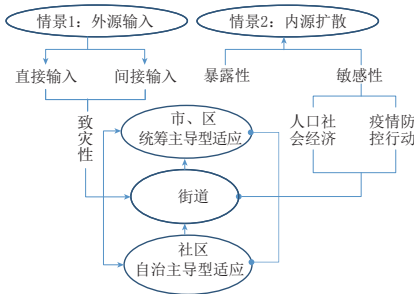 情景1：外源输入
情景2：内源扩散
直接输入
间接输入
暴露性
敏感性
致灾性
市、区
统筹主导型适应
人口社
会经济
疫情防
控行动
街道
社区
自治主导型适应